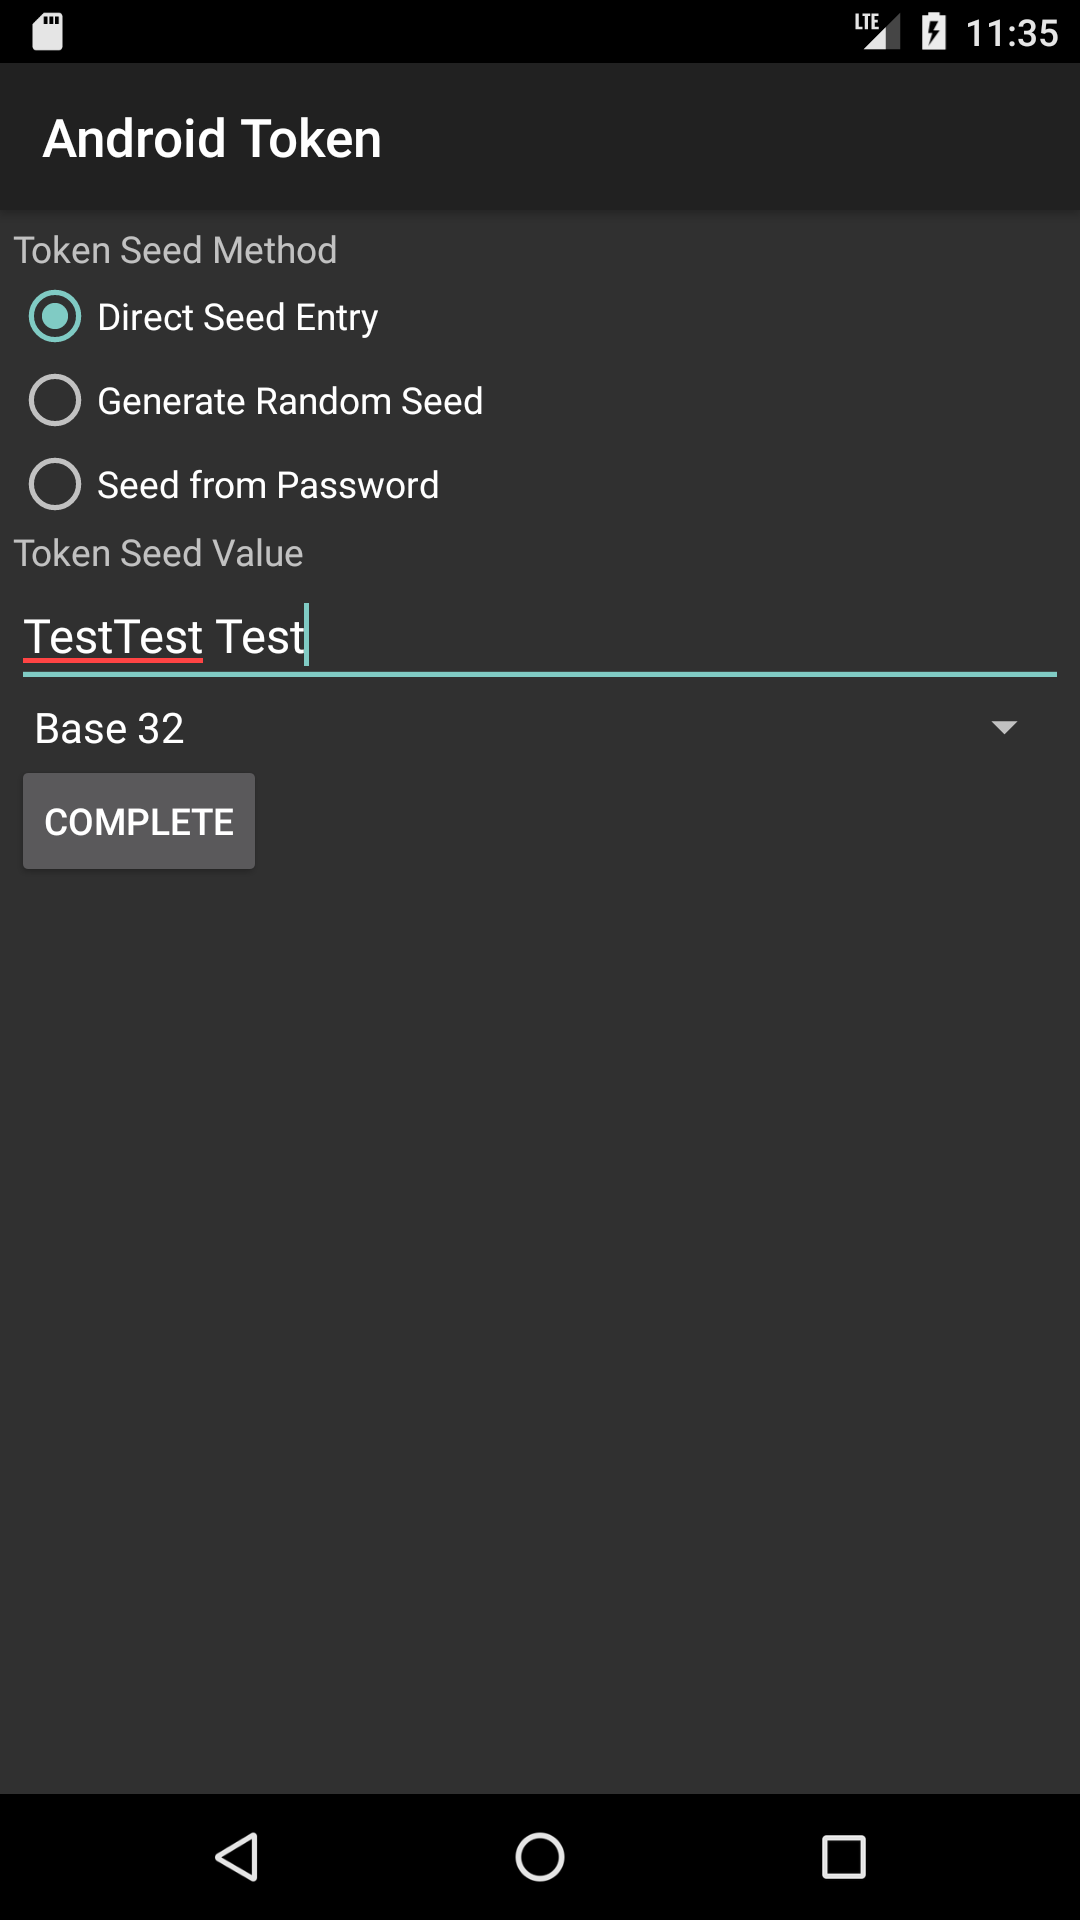 LTE 11:35
Android Token
Token Seed Method
Direct Seed Entry
Generate Random Seed
Seed from Password
Token Seed Value
TestTest Test
Base 32
COMPLETE